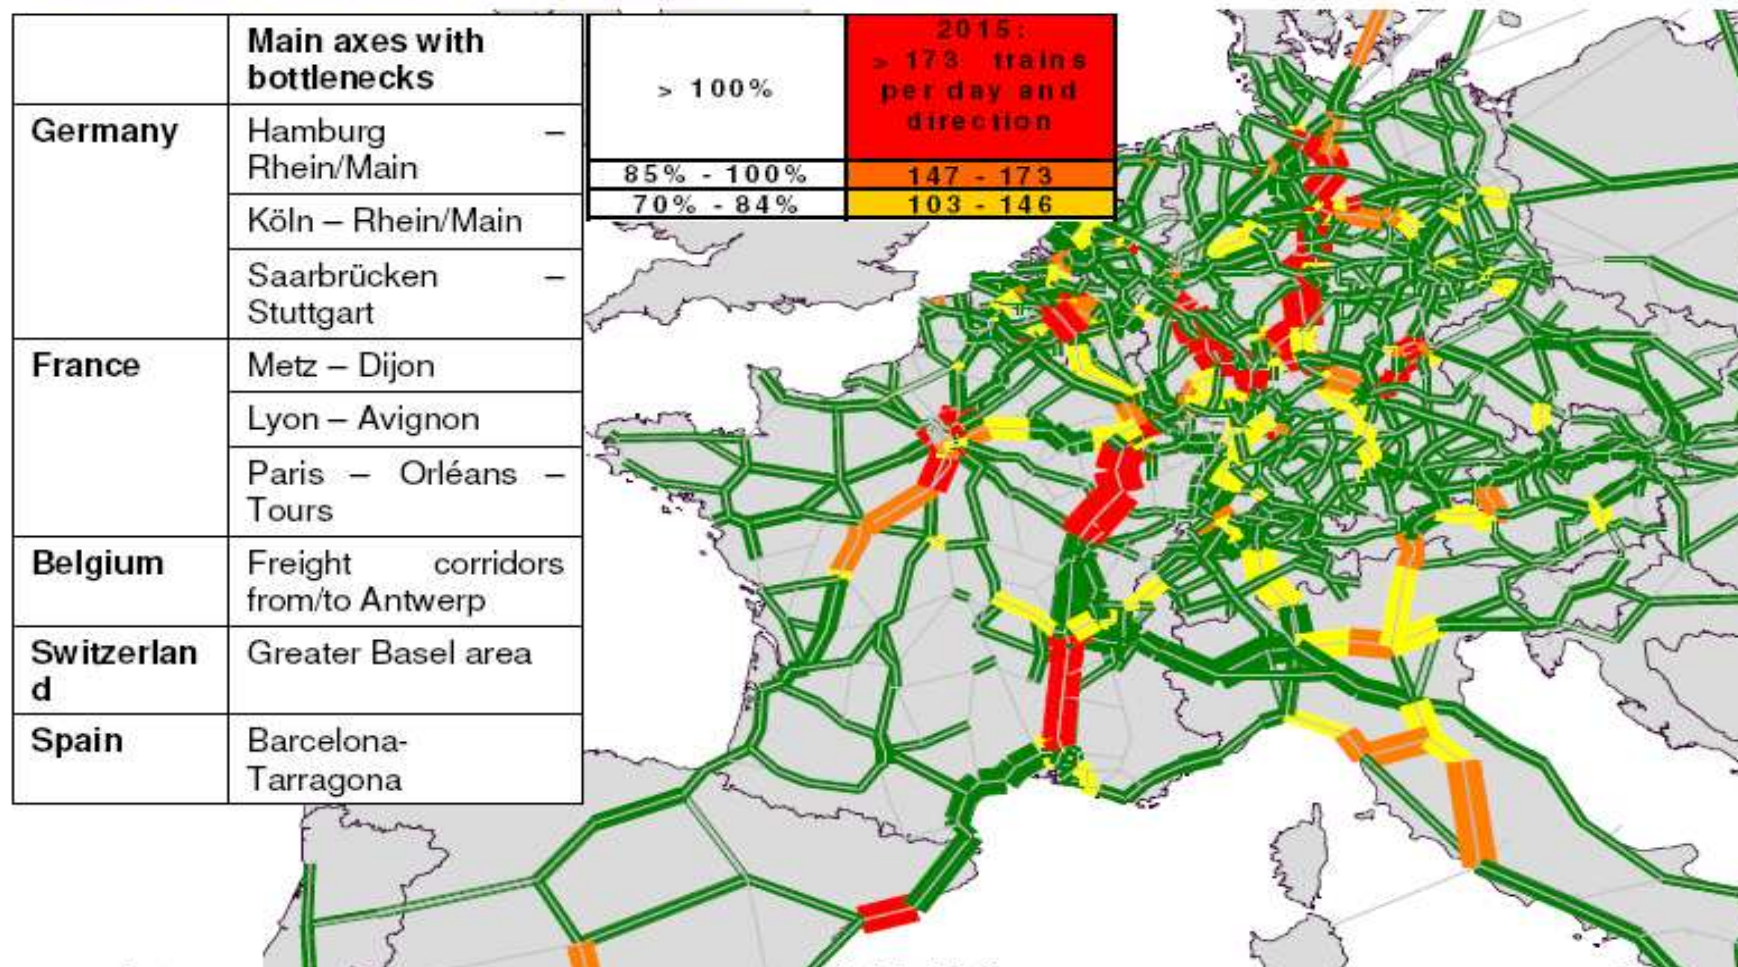 Main axes with
bottlenecks
Germany
Hamburg –
Rhein/Main
Köln – Rhein/Main
Saarbrücken –
Stuttgart
France
Metz – Dijon
Lyon – Avignon
Paris – Orléans –
Tours
Belgium
Freight corridors
from/to Antwerp
Switzerlan
d
Greater Basel area
Spain
Barcelona-
Tarragona
> 100%
2015:
> 173 trains
per day and
direction
85% - 100%
147 - 173
70% - 84%
103 - 146